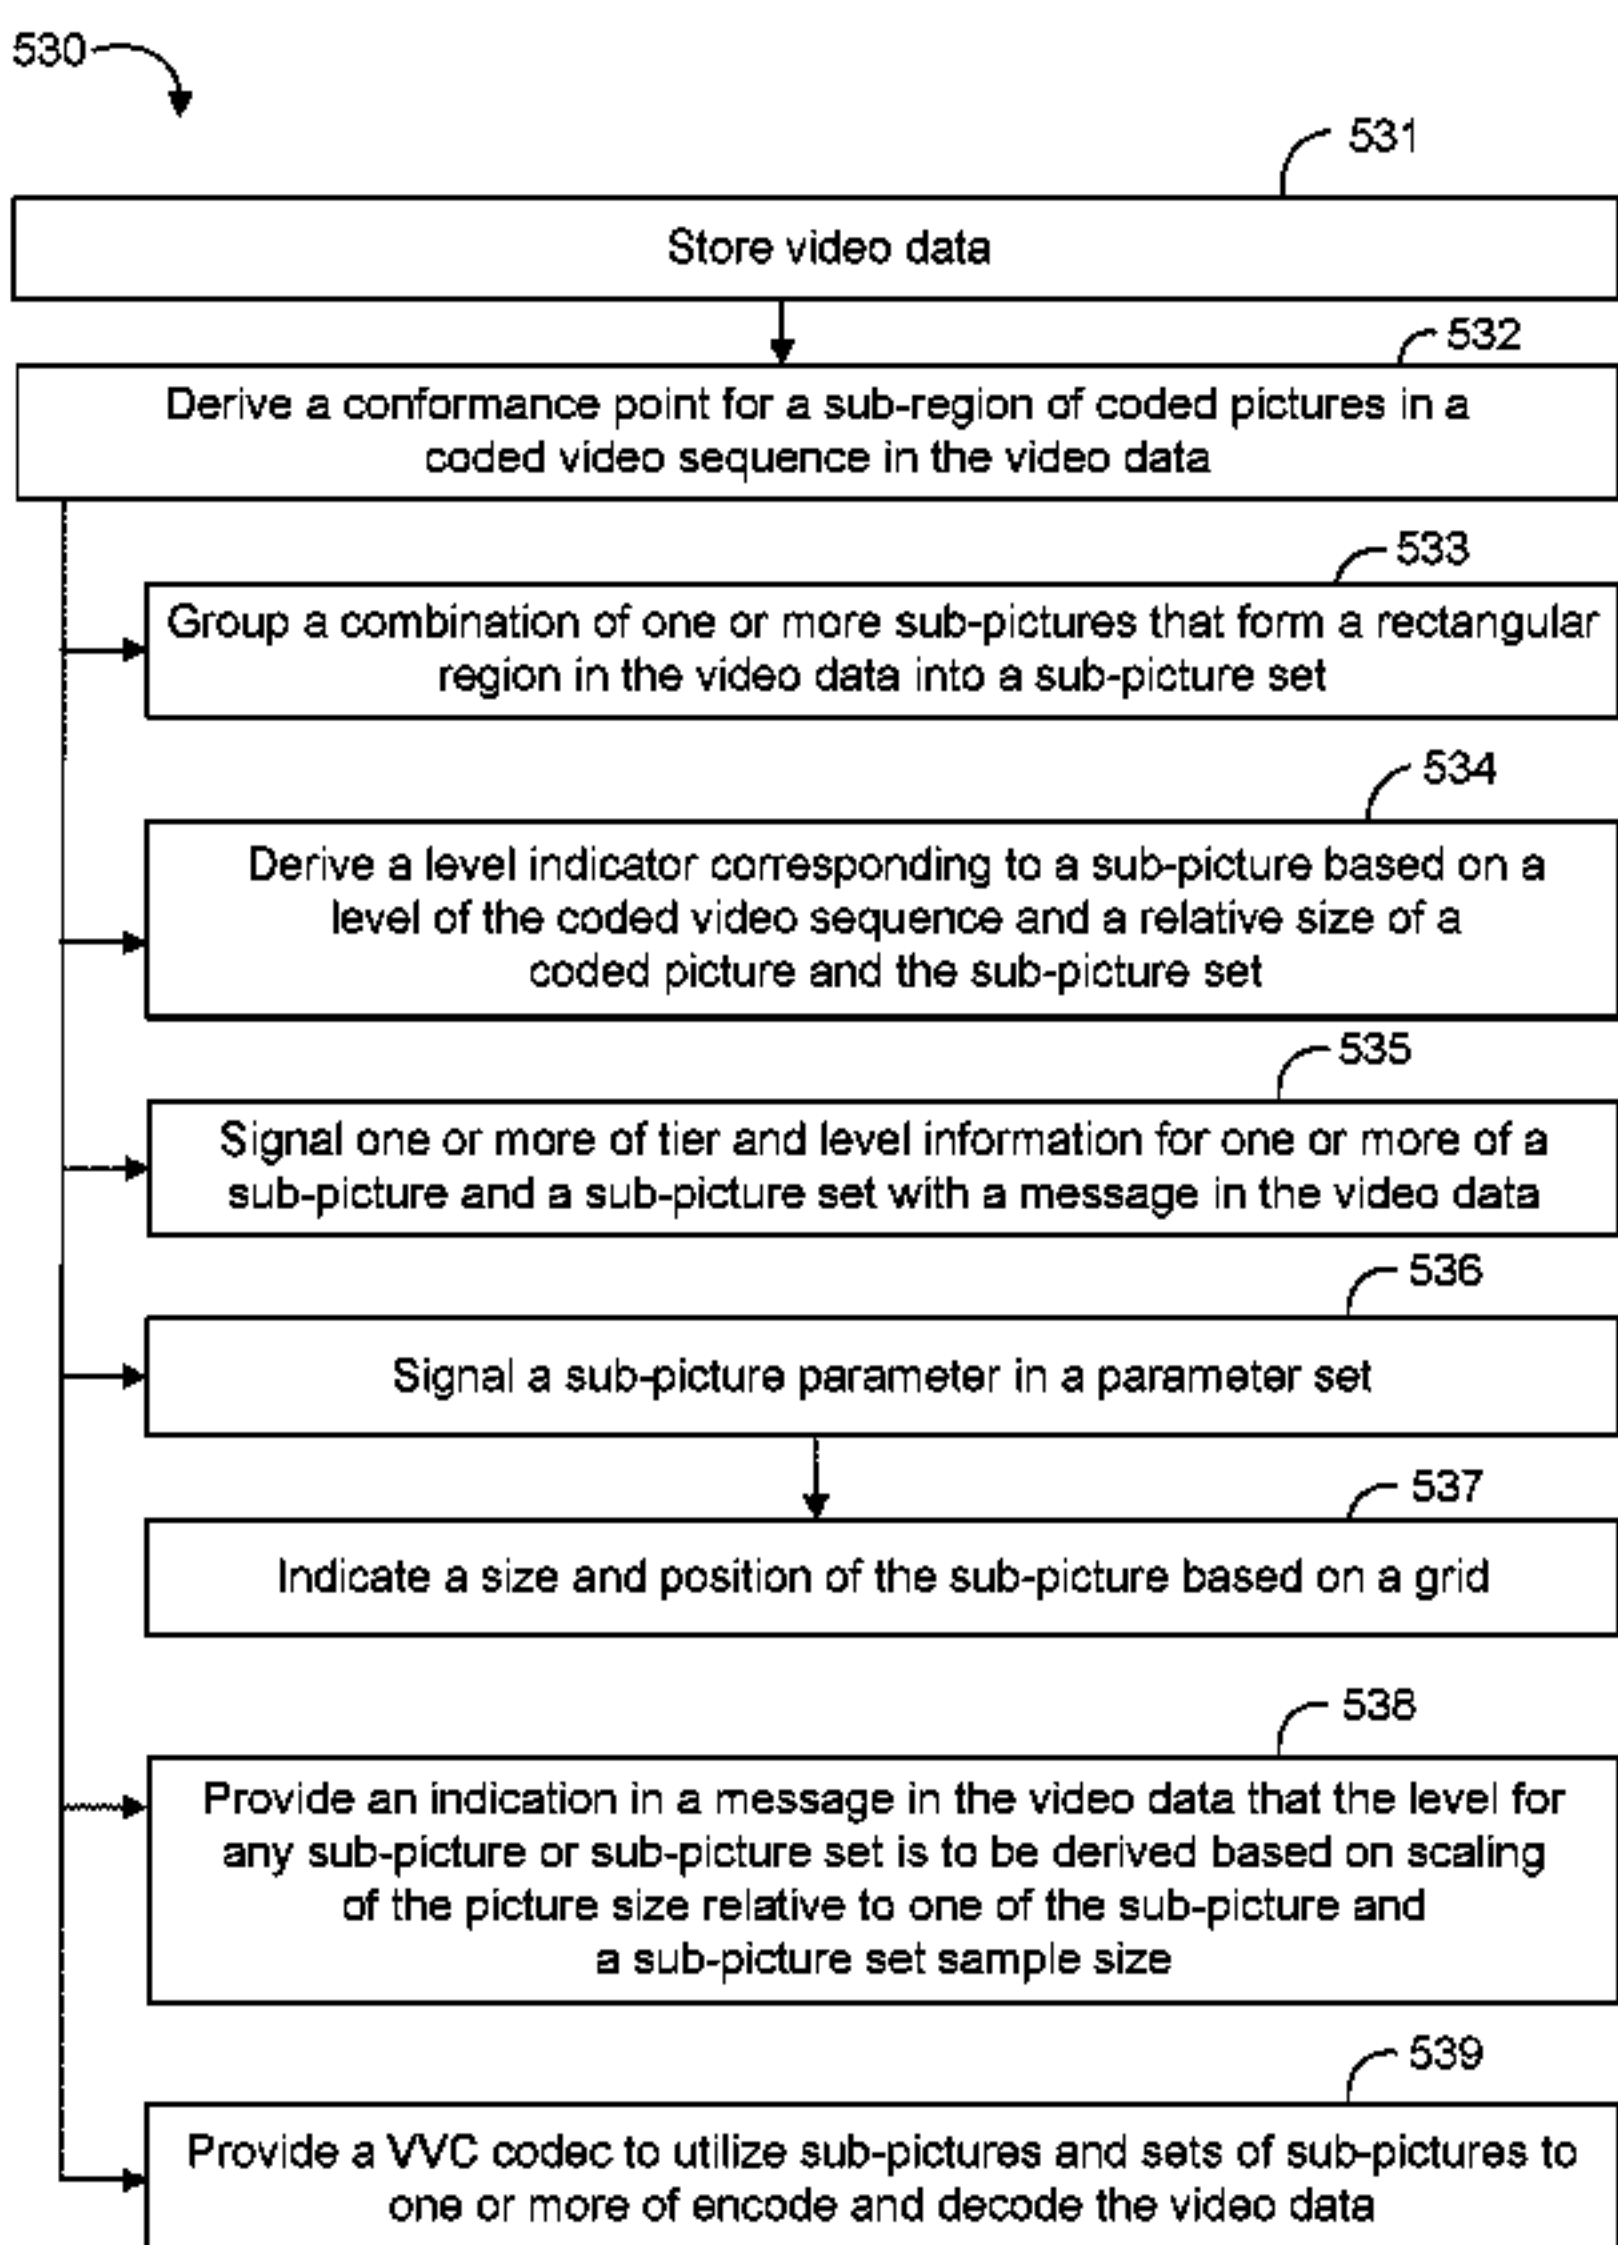 530
531
Store video data
532
Derive a conformance point for a sub-region of coded pictures in a
coded video sequence in the video data
533
Group a combination of one or more sub-pictures that form a rectangular
region in the video data into a sub-picture set
534
Derive a level indicator corresponding to a sub-picture based on a
level of the coded video sequence and a relative size of a
coded picture and the sub-picture set
535
Signal one or more of tier and level information for one or more of a
sub-picture and a sub-picture set with a message in the video data
536
Signal a sub-picture parameter in a parameter set
537
Indicate a size and position of the sub-picture based on a grid
538
Provide an indication in a message in the video data that the level for
any sub-picture or sub-picture set is to be derived based on scaling
of the picture size relative to one of the sub-picture and
a sub-picture set sample size
539
Provide a VVC codec to utilize sub-pictures and sets of sub-pictures to
one or more of encode and decode the video data